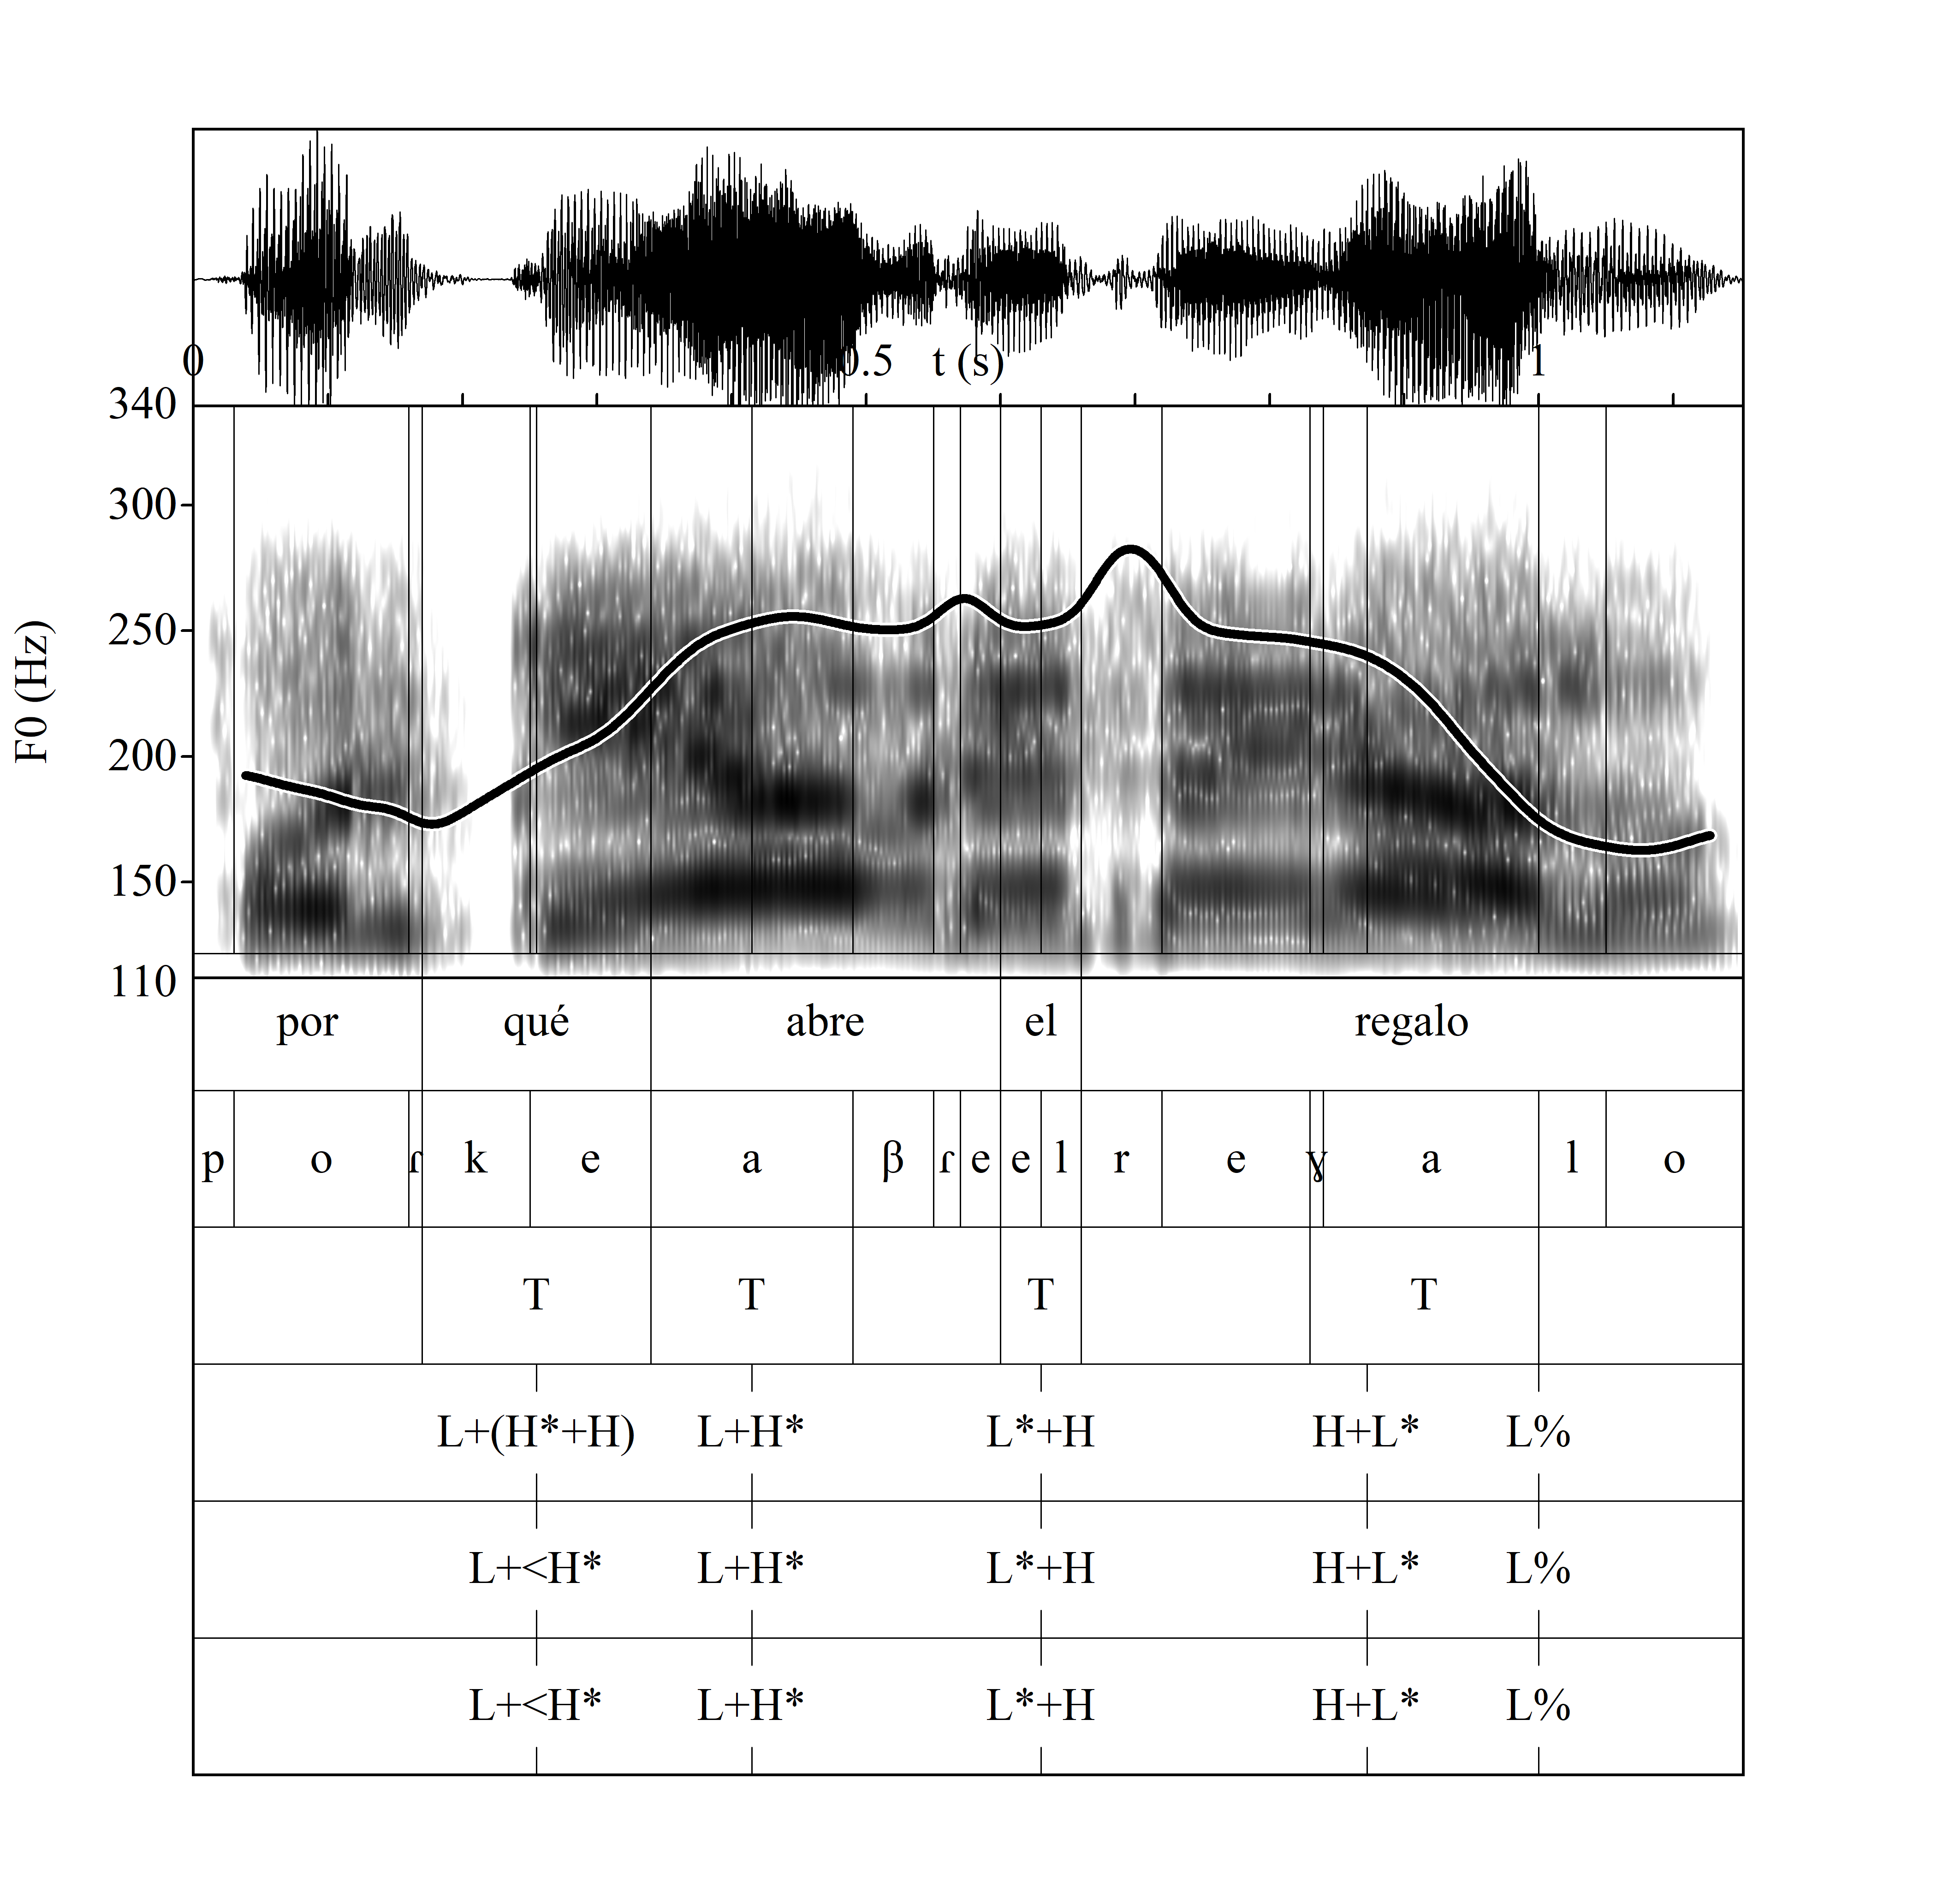 0 0.5 t (s) 1
340
300
250
200
150
110
F0 (Hz)
por qué abre el regalo
p o ɾ k e a β ɾ e e l r e ɣ a l o
T T T T
L+(H*+H) L+H* L*+H H+L* L%
L+<H* L+H* L*+H H+L* L%
L+<H* L+H* L*+H H+L* L%